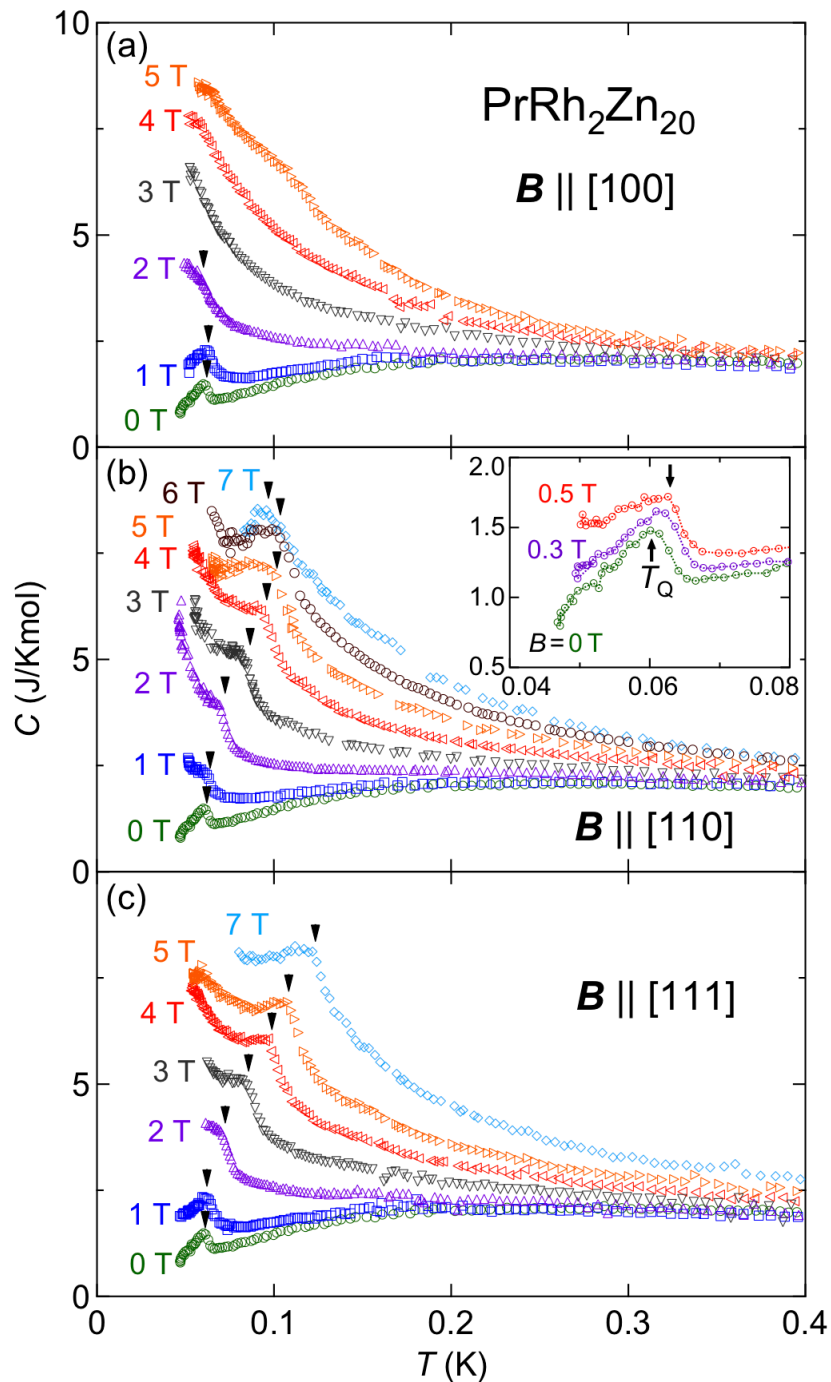 (a)
10
5 T
4 T
PrRh2Zn20
B || [100]
3 T
5
2 T
1 T
0 T
0
(b)
6 T
7 T
2.0
5 T
0.5 T
4 T
1.5
0.3 T
3 T
TQ
1.0
B = 0 T
0.5
0.04
0.06
0.08
C (J/Kmol)
5
2 T
1 T
0 T
B || [110]
0
(c)
7 T
5 T
B || [111]
4 T
5
3 T
2 T
1 T
0 T
0
0
0.1
0.2
0.3
0.4
T (K)